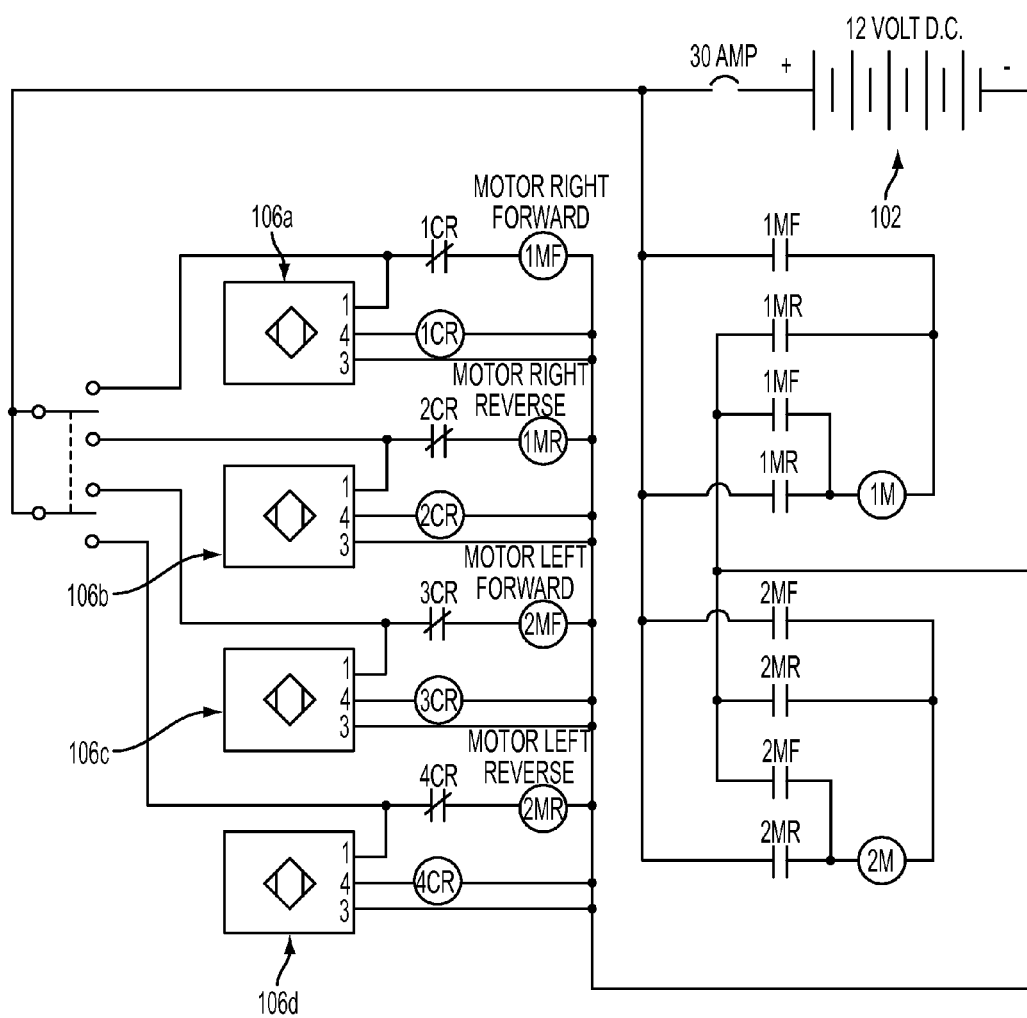 12 VOLT D.C.
30 AMP
+
-
102
MOTOR RIGHT
FORWARD
106a
1CR
1MF
1
4
1CR
3
MOTOR RIGHT
REVERSE
2CR
1MR
1
4
2CR
3
106b
MOTOR LEFT
FORWARD
3CR
2MF
1
4
3CR
3
106c
MOTOR LEFT
REVERSE
4CR
2MR
1
4
4CR
3
106d
1MF
1MR
1MF
1MR
1M
2MF
2MR
2MF
2MR
2M